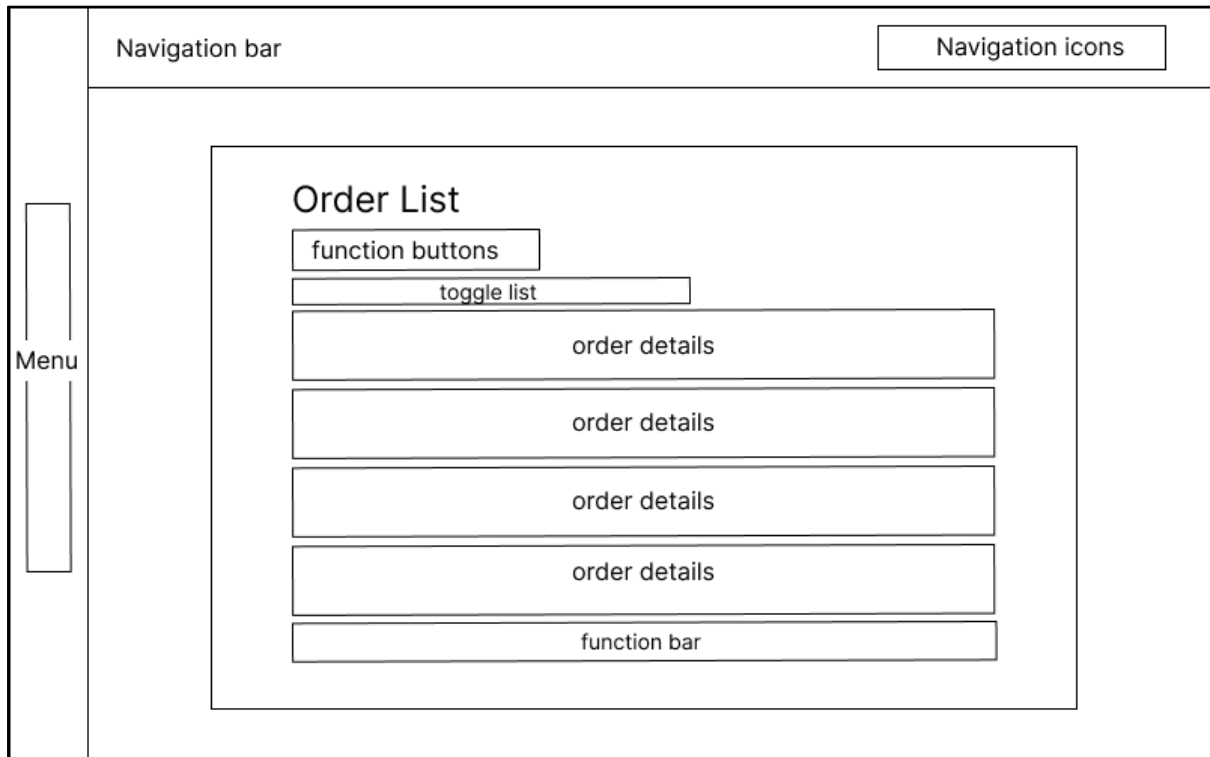 Navigation bar
Navigation icons
Menu
Order List
function buttons
toggle list
order details
order details
order details
order details
function bar